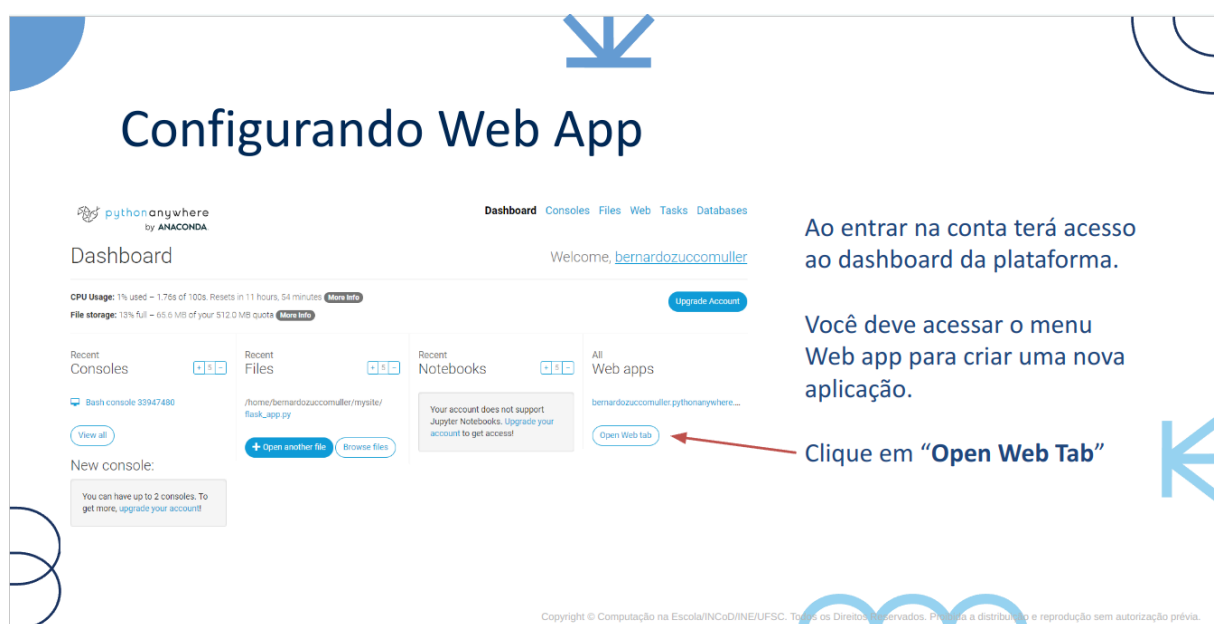 Configurando Web App
pythonanywhere
by ANACONDA
Dashboard Consoles Files Web Tasks Databases
Dashboard
Welcome, bernardozuccomuller
CPU Usage: 1% used – 1.76s of 100s. Resets in 11 hours, 54 minutes More Info
File storage: 13% full – 65.6 MB of your 512.0 MB quota More Info
Upgrade Account
Recent
Consoles
+ 5 −
Bash console 33947480
View all
New console:
You can have up to 2 consoles. To
get more, upgrade your account!
Recent
Files
+ 5 −
/home/bernardozuccomuller/mysite/
flask_app.py
+ Open another file
Browse files
Recent
Notebooks
+ 5 −
Your account does not support
Jupyter Notebooks. Upgrade your
account to get access!
All
Web apps
bernardozuccomuller.pythonanywhere....
Open Web tab
Ao entrar na conta terá acesso
ao dashboard da plataforma.
Você deve acessar o menu
Web app para criar uma nova
aplicação.
Clique em “Open Web Tab”
Copyright © Computação na Escola/INCoD/INE/UFSC. Todos os Direitos Reservados. Proibida a distribuição e reprodução sem autorização prévia.